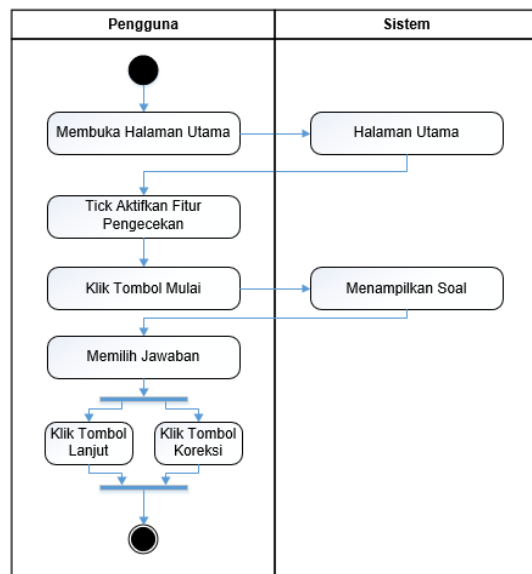 Pengguna
Sistem
Membuka Halaman Utama
Halaman Utama
Tick Aktifkan Fitur
Pengecekan
Klik Tombol Mulai
Menampilkan Soal
Memilih Jawaban
Klik Tombol
Lanjut
Klik Tombol
Koreksi